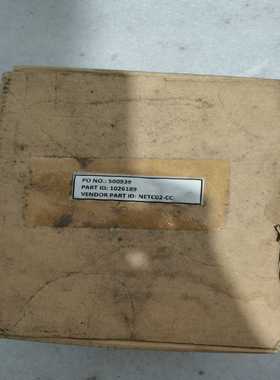 PO NO.: 500939
PART ID: 1026189
VENDOR PART ID: NETC02-CC